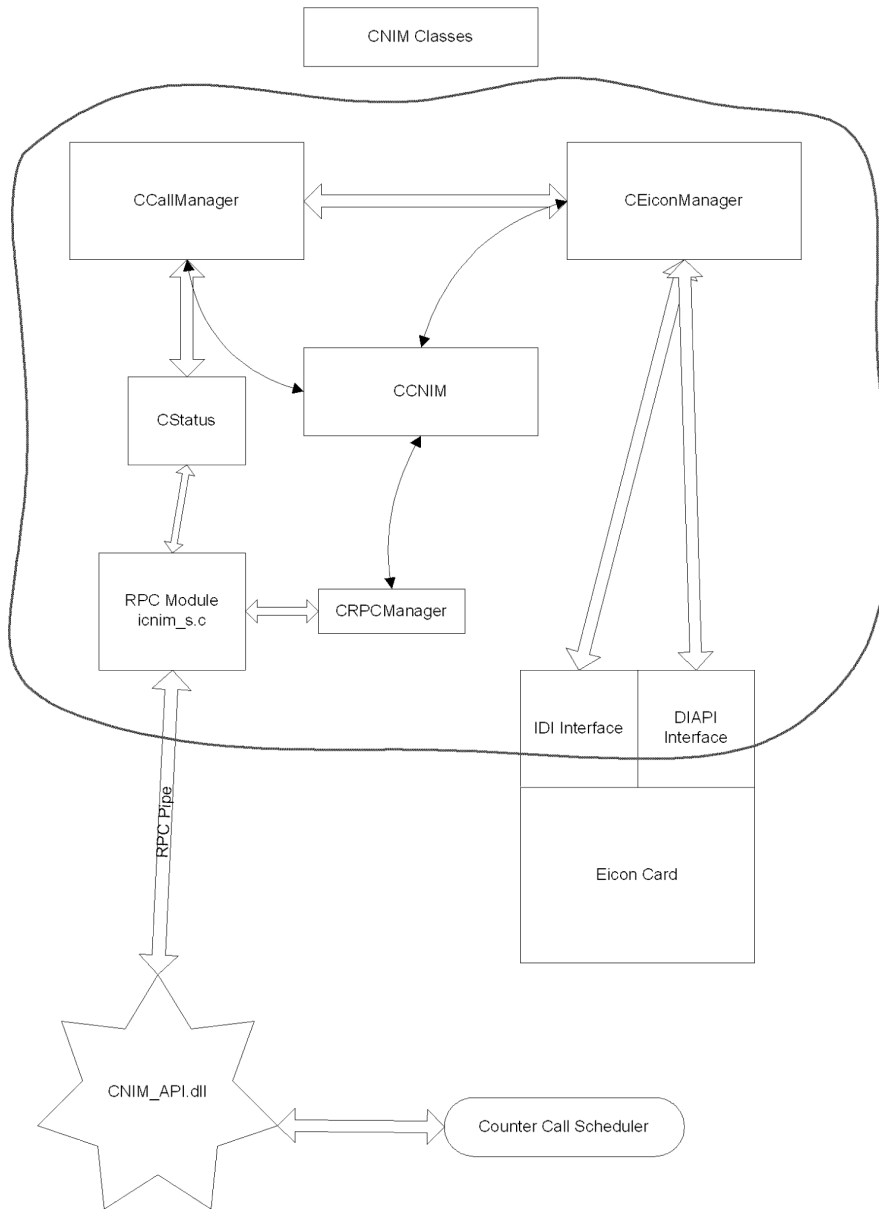 CNIM Classes
CCallManager
CEiconManager
CCNIM
CStatus
RPC Module
icnim_s.c
CRPCManager
IDI Interface
DIAPI
Interface
RPC Pipe
Eicon Card
CNIM_API.dll
Counter Call Scheduler